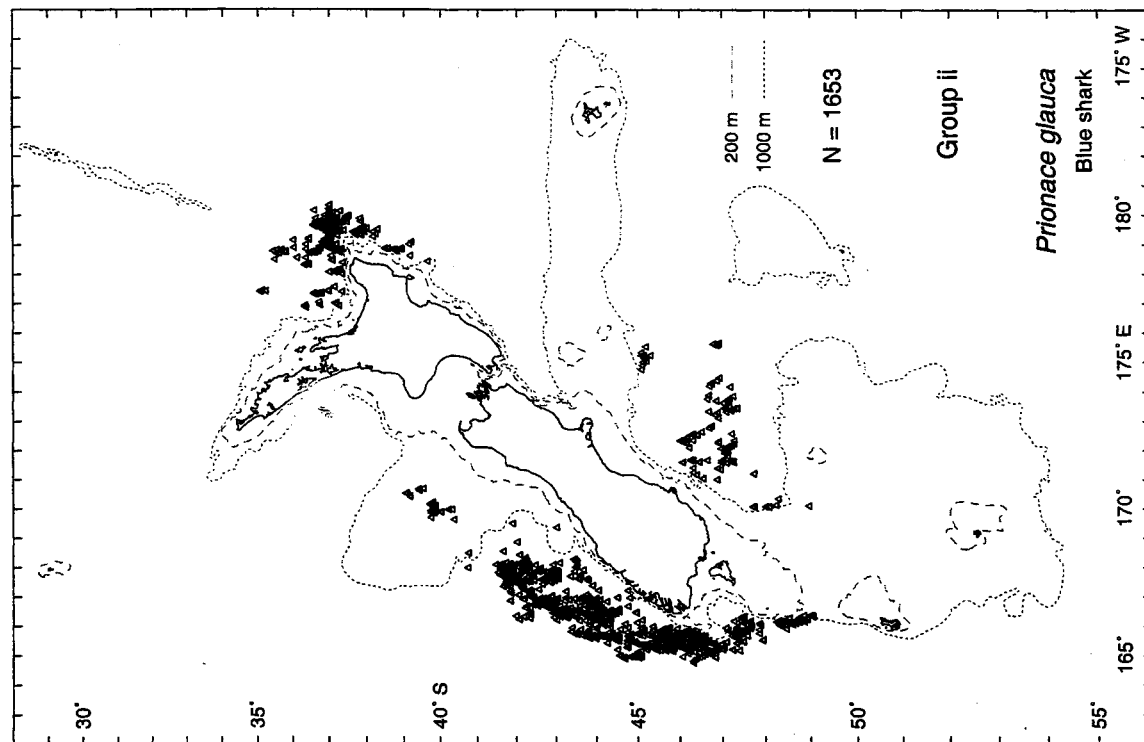 30°
35°
40° S
45°
50°
55°
165°
170°
175° E
180°
175° W
200 m
1000 m
N = 1653
Group ii
Prionace glauca
Blue shark